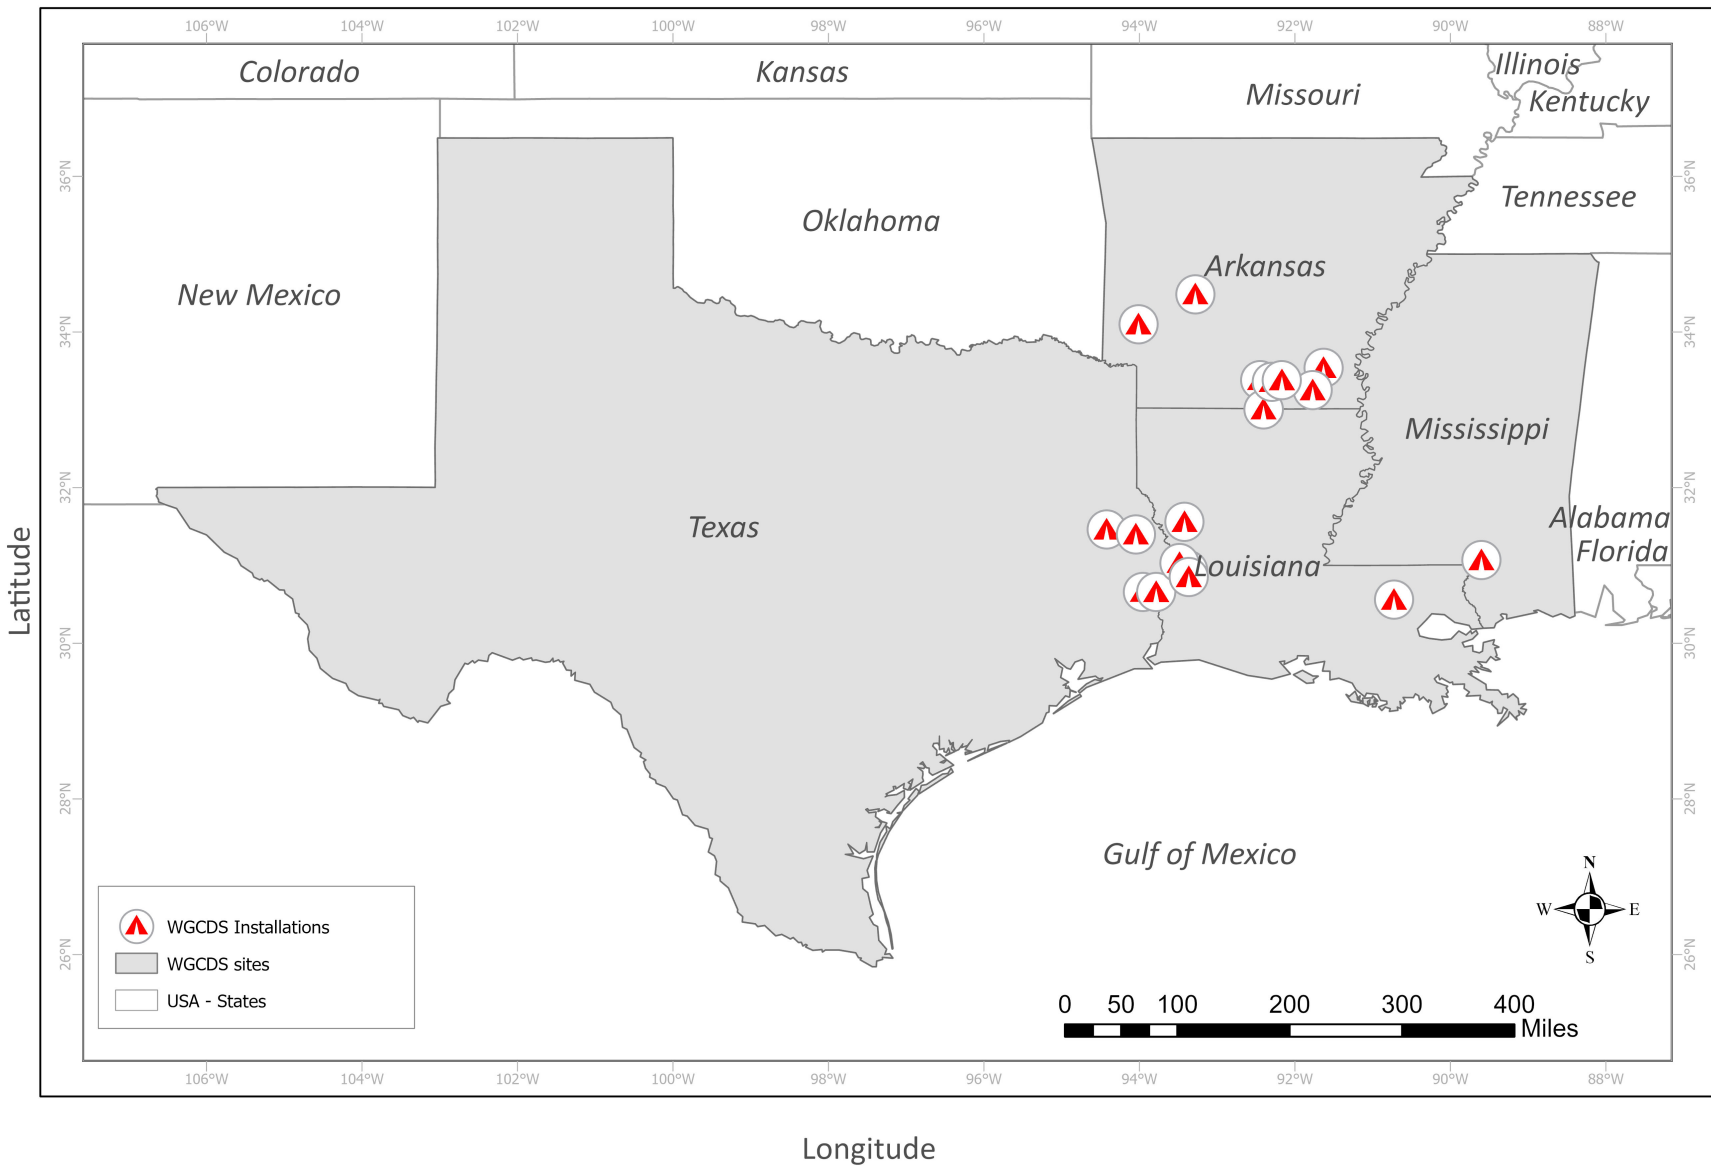 106°W 104°W 102°W 100°W 98°W 96°W 94°W 92°W 90°W 88°W
Colorado
Kansas
Missouri
Illinois
Kentucky
36°N
36°N
Tennessee
Oklahoma
Arkansas
New Mexico
34°N
34°N
Mississippi
32°N
32°N
Texas
Alabama
Florida
Louisiana
Latitude
30°N
30°N
28°N
28°N
Gulf of Mexico
N
W E
S
WGCDS Installations
WGCDS sites
USA - States
26°N
26°N
0 50 100 200 300 400
Miles
106°W 104°W 102°W 100°W 98°W 96°W 94°W 92°W 90°W 88°W
Longitude